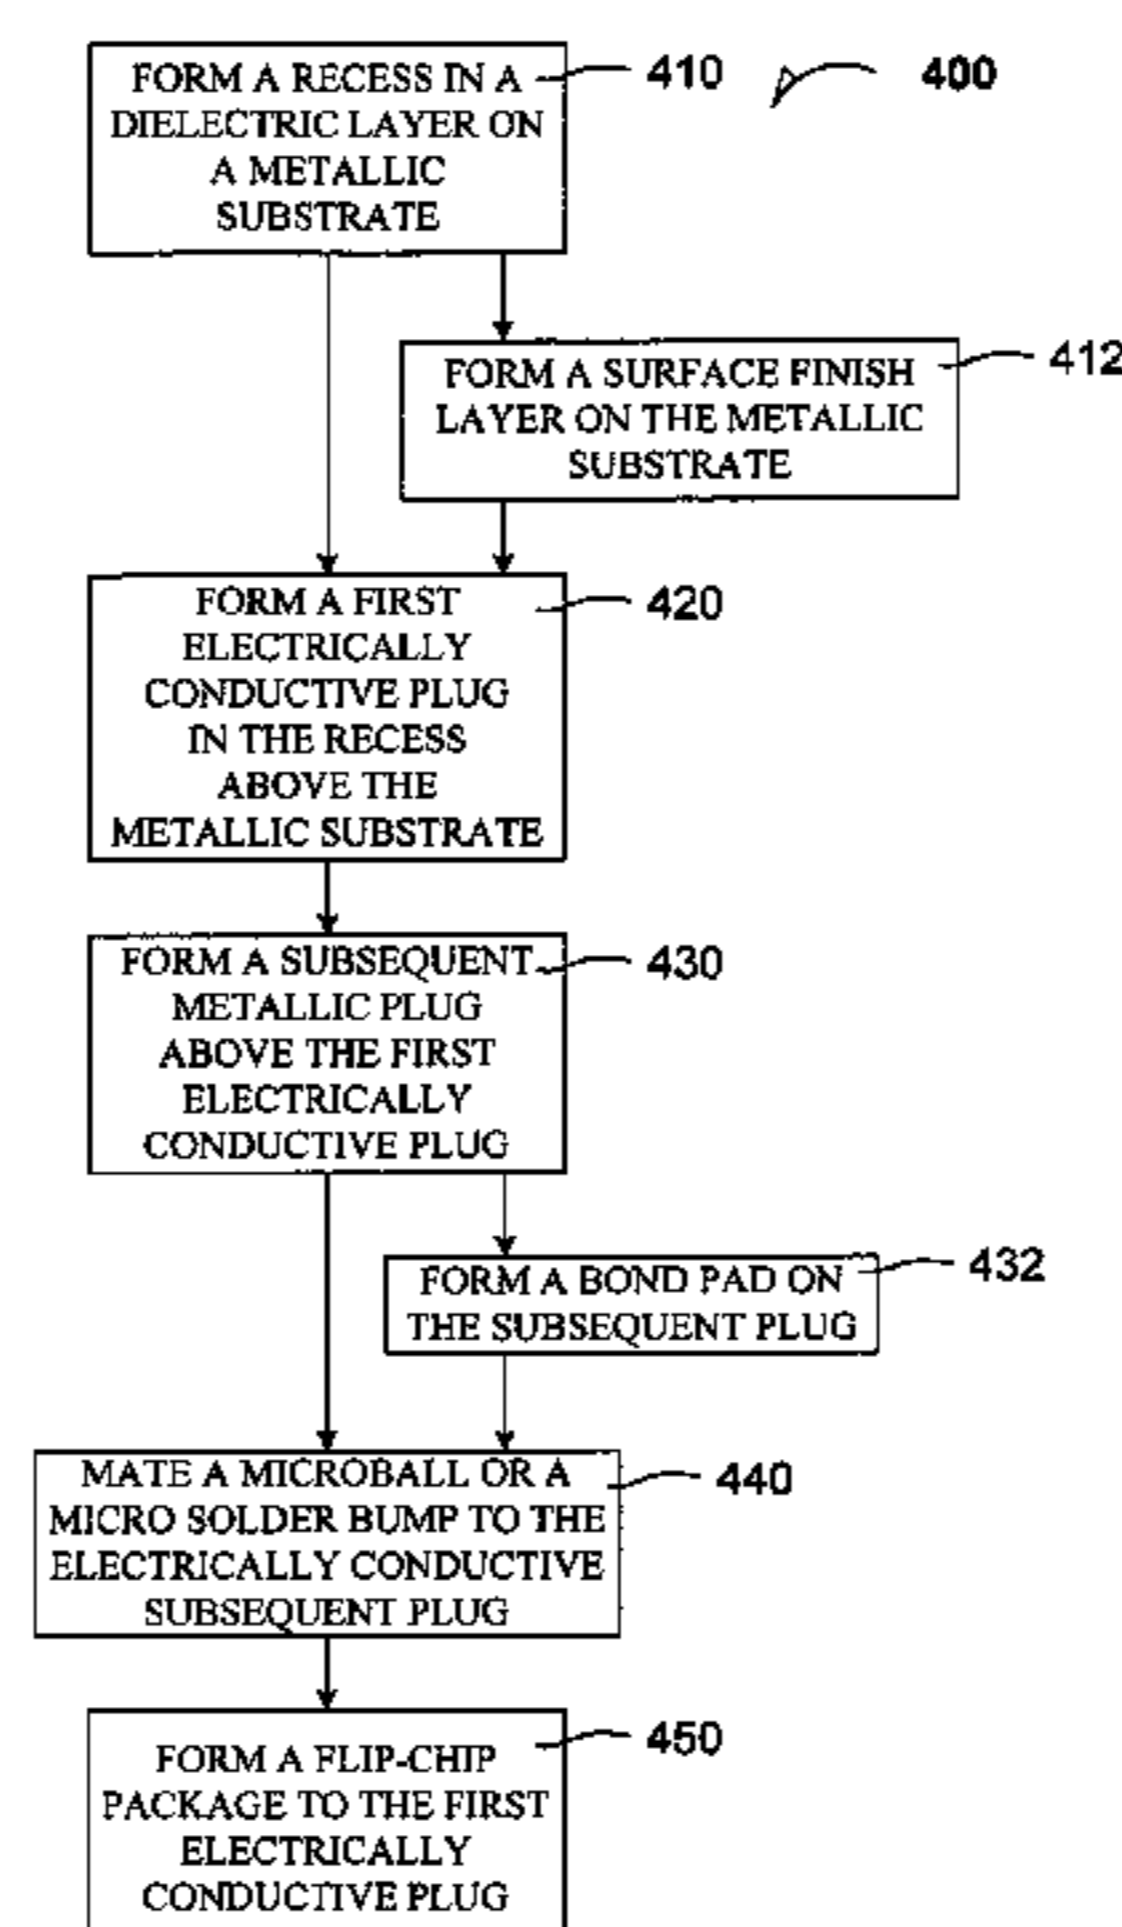 FORM A RECESS IN A
DIELECTRIC LAYER ON
A METALLIC
SUBSTRATE
410
400
FORM A SURFACE FINISH
LAYER ON THE METALLIC
SUBSTRATE
412
FORM A FIRST
ELECTRICALLY
CONDUCTIVE PLUG
IN THE RECESS
ABOVE THE
METALLIC SUBSTRATE
420
FORM A SUBSEQUENT
METALLIC PLUG
ABOVE THE FIRST
ELECTRICALLY
CONDUCTIVE PLUG
430
FORM A BOND PAD ON
THE SUBSEQUENT PLUG
432
MATE A MICROBALL OR A
MICRO SOLDER BUMP TO THE
ELECTRICALLY CONDUCTIVE
SUBSEQUENT PLUG
440
FORM A FLIP-CHIP
PACKAGE TO THE FIRST
ELECTRICALLY
CONDUCTIVE PLUG
450